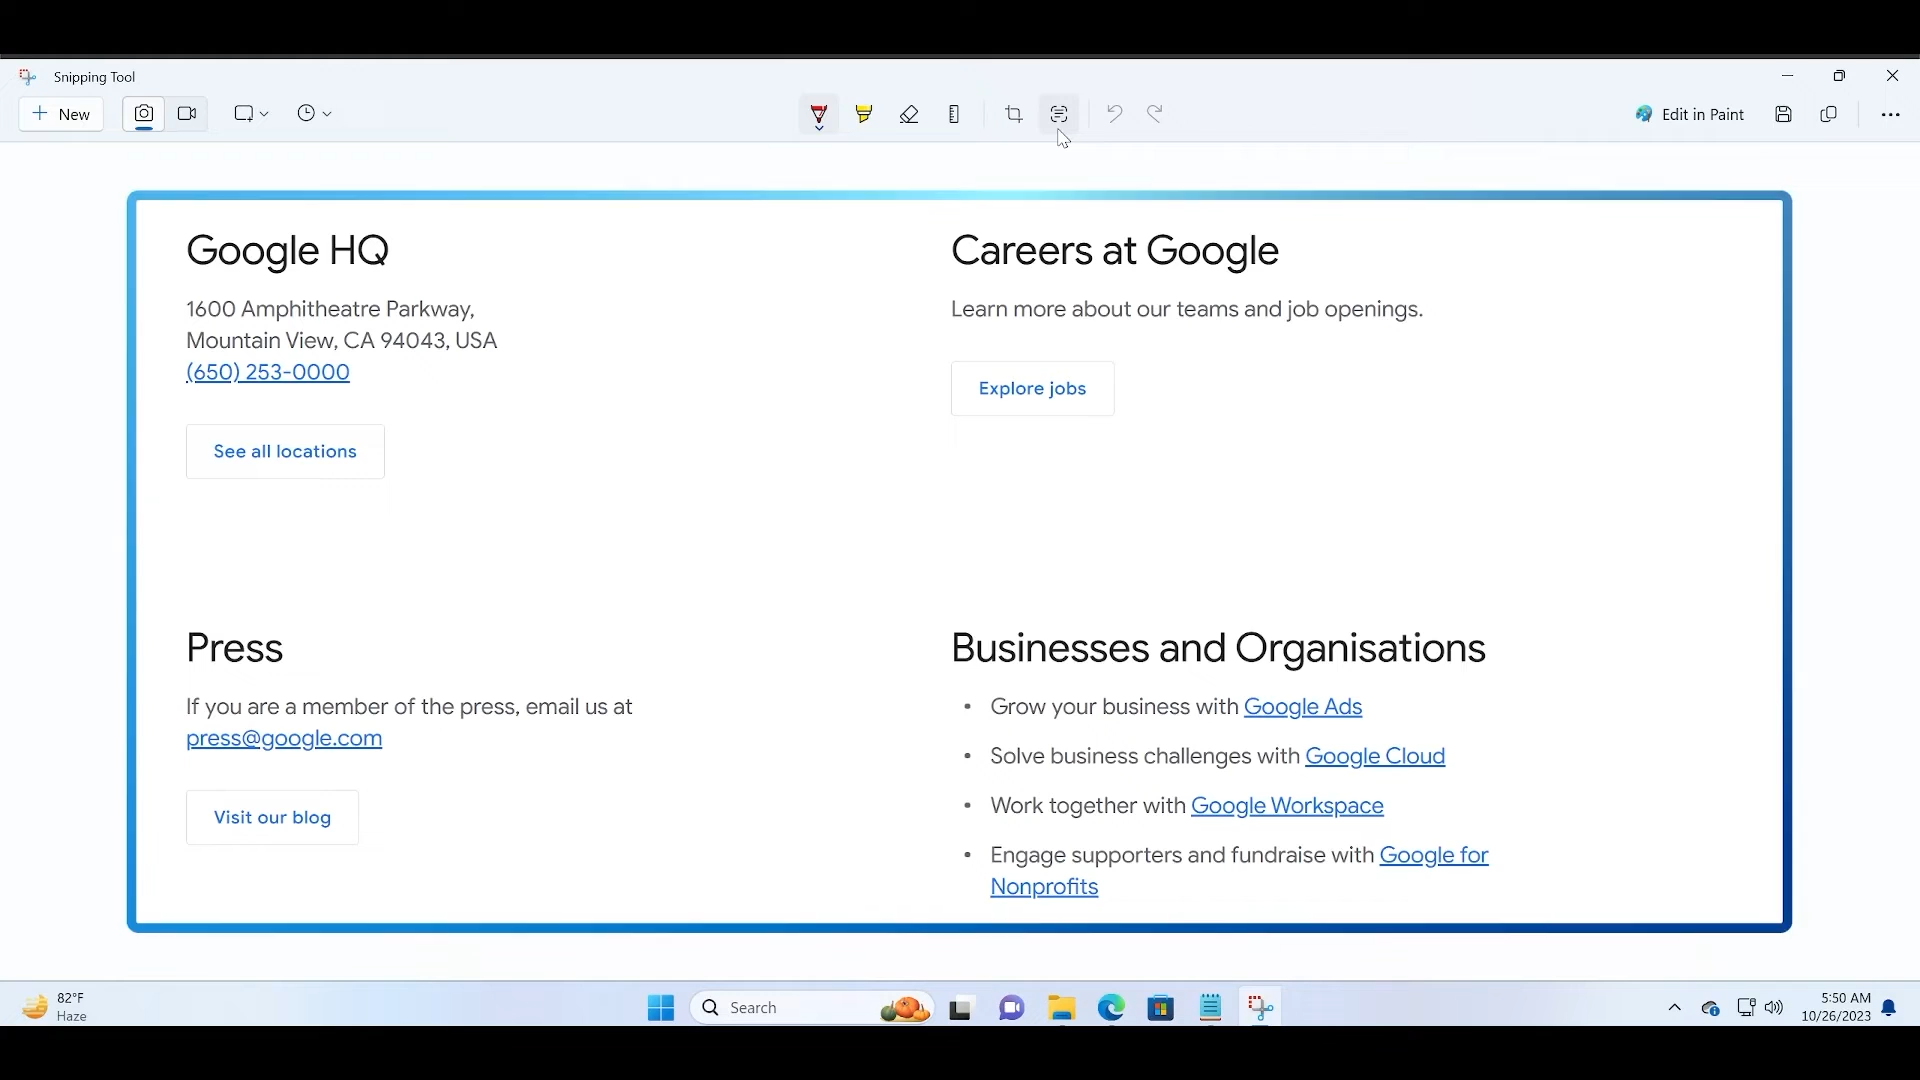 Snipping Tool
New
Edit in Paint
Google HQ
1600 Amphitheatre Parkway,
Mountain View, CA 94043, USA
(650) 253-0000
See all locations
Careers at Google
Learn more about our teams and job openings.
Explore jobs
Press
If you are a member of the press, email us at
press@google.com
Visit our blog
Businesses and Organisations
• Grow your business with Google Ads
• Solve business challenges with Google Cloud
• Work together with Google Workspace
• Engage supporters and fundraise with Google for
Nonprofits
82°F
Haze
Search
5:50 AM
10/26/2023